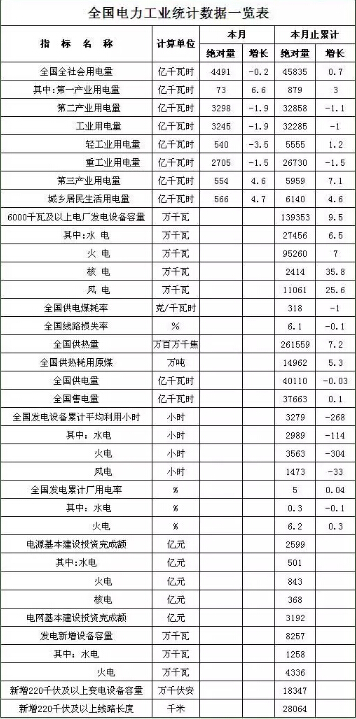 全国电力工业统计数据一览表
指 标 名 称 计算单位 本月 本月止累计
绝对量 增长 绝对量 增长
全国全社会用电量 亿千瓦时 4491 -0.2 45835 0.7
其中:第一产业用电量 亿千瓦时 73 6.6 879 3
第二产业用电量 亿千瓦时 3298 -1.9 32858 -1.1
工业用电量 亿千瓦时 3245 -1.9 32285 -1
轻工业用电量 亿千瓦时 540 -3.5 5555 1.2
重工业用电量 亿千瓦时 2705 -1.5 26730 -1.5
第三产业用电量 亿千瓦时 554 4.6 5959 7.1
城乡居民生活用电量 亿千瓦时 566 4.7 6140 4.6
6000千瓦及以上电厂发电设备容量 万千瓦 139353 9.5
其中:水 电 万千瓦 27456 6.5
火 电 万千瓦 95260 7
核 电 万千瓦 2414 35.8
风 电 万千瓦 11061 25.6
全国供电煤耗率 克/千瓦时 318 -1
全国线路损失率 % 6.1 -0.1
全国供热量 万百万千焦 261559 7.2
全国供热耗用原煤 万吨 14962 5.3
全国供电量 亿千瓦时 40110 -0.03
全国售电量 亿千瓦时 37663 0.1
全国发电设备累计平均利用小时 小时 3279 -268
其中: 水电 小时 2989 -114
火电 小时 3563 -304
风电 小时 1473 -33
全国发电累计厂用电率 % 5 0.04
其中: 水电 % 0.3 -0.1
火电 % 6.2 0.3
电源基本建设投资完成额 亿元 2599
其中:水电 亿元 501
火电 亿元 843
核电 亿元 368
电网基本建设投资完成额 亿元 3192
发电新增设备容量 万千瓦 8257
其中: 水电 万千瓦 1258
火电 万千瓦 4336
新增220千伏及以上变电设备容量 万千伏安 18347
新增220千伏及以上线路长度 千米 28064